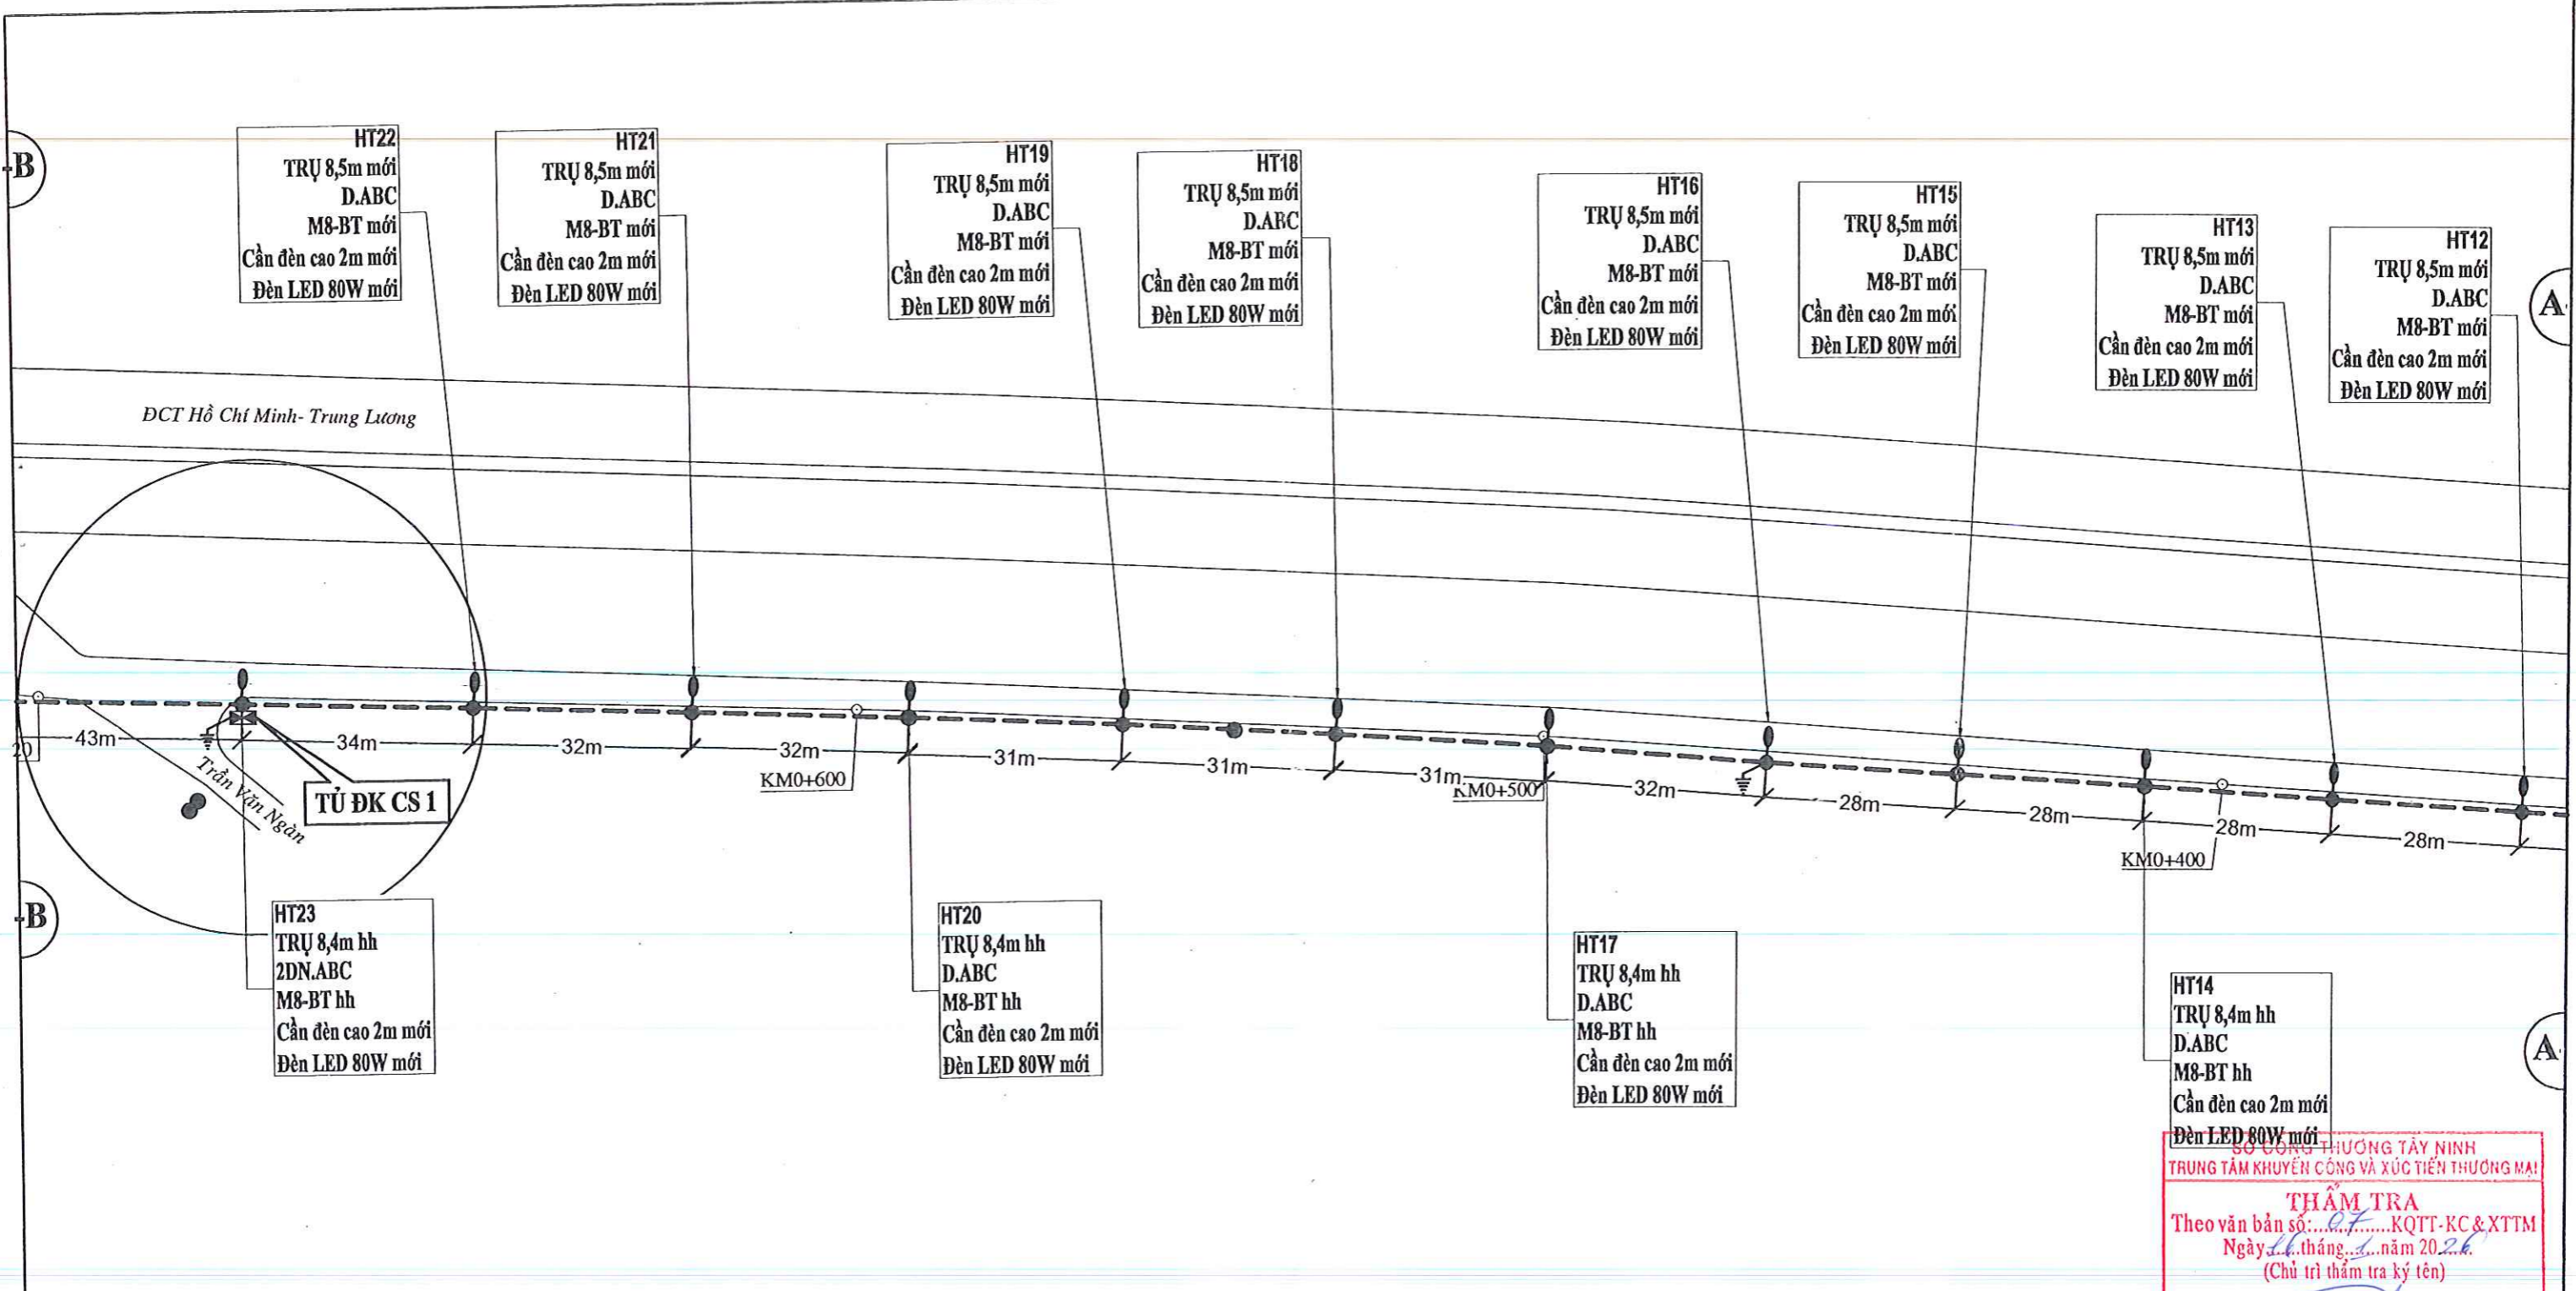 B
HT22
TRỤ 8,5m mới
D.ABC
M8-BT mới
Cần đèn cao 2m mới
Đèn LED 80W mới
HT21
TRỤ 8,5m mới
D.ABC
M8-BT mới
Cần đèn cao 2m mới
Đèn LED 80W mới
HT19
TRỤ 8,5m mới
D.ABC
M8-BT mới
Cần đèn cao 2m mới
Đèn LED 80W mới
HT18
TRỤ 8,5m mới
D.ABC
M8-BT mới
Cần đèn cao 2m mới
Đèn LED 80W mới
HT16
TRỤ 8,5m mới
D.ABC
M8-BT mới
Cần đèn cao 2m mới
Đèn LED 80W mới
HT15
TRỤ 8,5m mới
D.ABC
M8-BT mới
Cần đèn cao 2m mới
Đèn LED 80W mới
HT13
TRỤ 8,5m mới
D.ABC
M8-BT mới
Cần đèn cao 2m mới
Đèn LED 80W mới
HT12
TRỤ 8,5m mới
D.ABC
M8-BT mới
Cần đèn cao 2m mới
Đèn LED 80W mới
A
ĐCT Hồ Chí Minh- Trung Lương
20
43m
34m
32m
32m
31m
31m
31m
32m
28m
28m
28m
28m
KM0+600
KM0+500
KM0+400
Trần Văn Ngàn
TỦ ĐK CS 1
B
HT23
TRỤ 8,4m hh
2DN.ABC
M8-BT hh
Cần đèn cao 2m mới
Đèn LED 80W mới
HT20
TRỤ 8,4m hh
D.ABC
M8-BT hh
Cần đèn cao 2m mới
Đèn LED 80W mới
HT17
TRỤ 8,4m hh
D.ABC
M8-BT hh
Cần đèn cao 2m mới
Đèn LED 80W mới
HT14
TRỤ 8,4m hh
D.ABC
M8-BT hh
Cần đèn cao 2m mới
Đèn LED 80W mới
A
SỞ CÔNG THƯƠNG TÂY NINH
TRUNG TÂM KHUYẾN CÔNG VÀ XÚC TIẾN THƯƠNG MẠI
THẨM TRA
Theo văn bản số:....07....KQTT-KC&XTTM
Ngày 16 tháng 1 năm 2026
(Chủ trì thẩm tra ký tên)